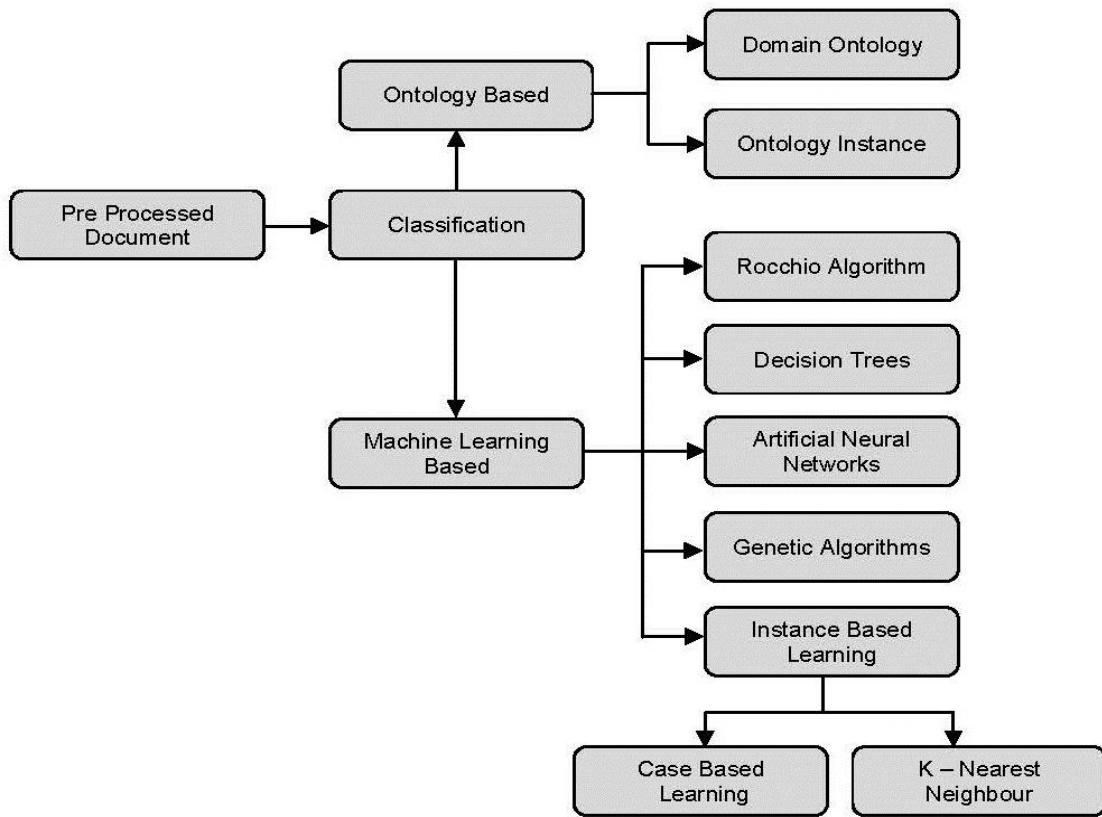 Domain Ontology
Ontology Based
Ontology Instance
Pre Processed
Document
Classification
Rocchio Algorithm
Decision Trees
Machine Learning
Based
Artificial Neural
Networks
Genetic Algorithms
Instance Based
Learning
Case Based
Learning
K – Nearest
Neighbour